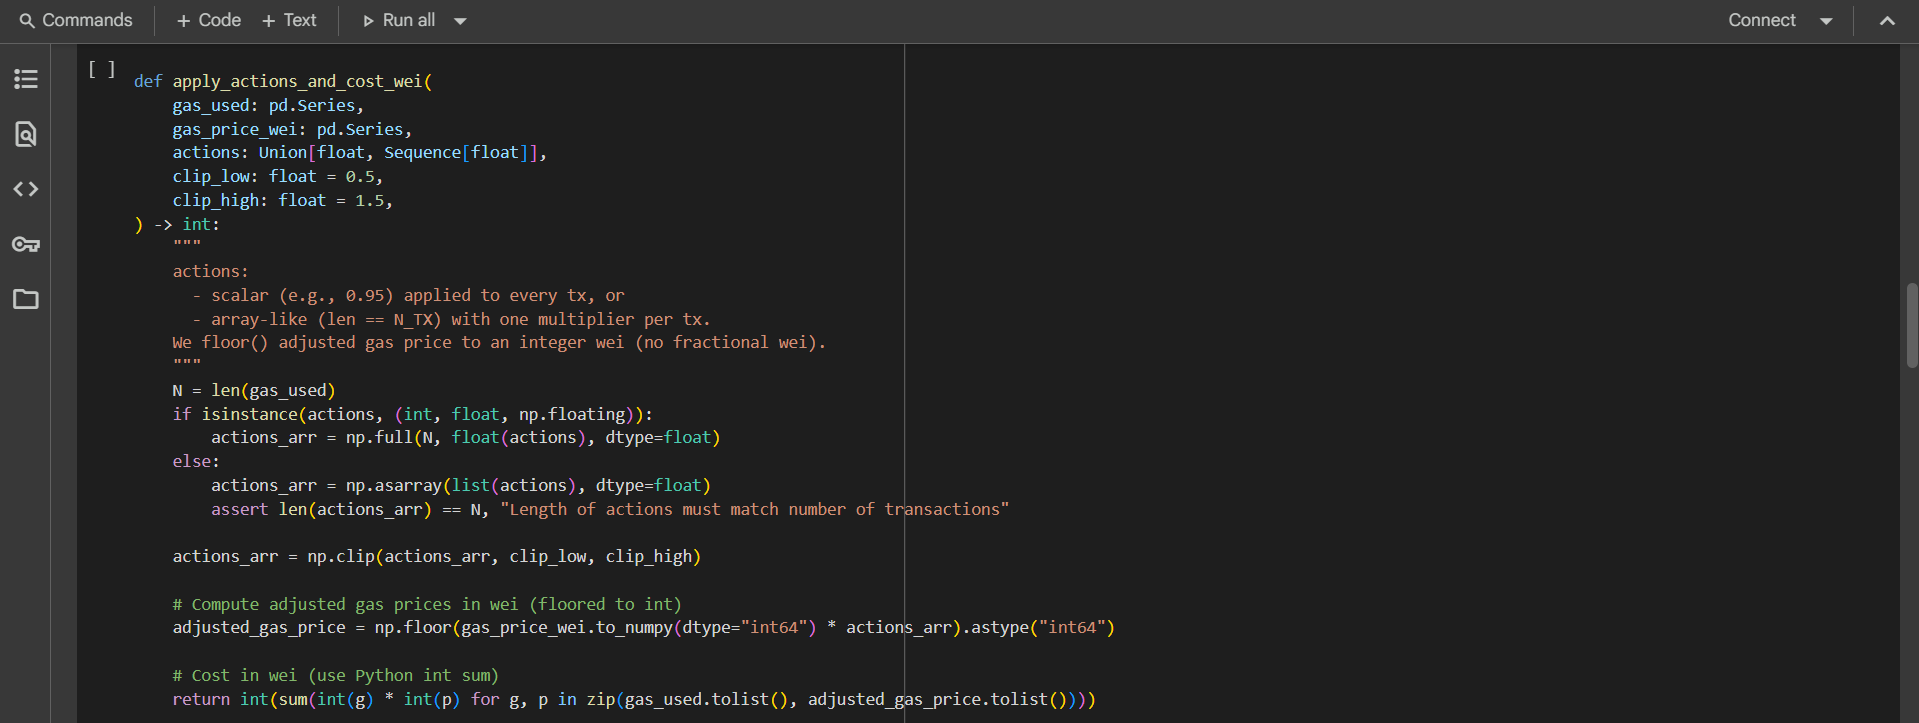 Commands + Code + Text Run all Connect
[ ]
def apply_actions_and_cost_wei(
    gas_used: pd.Series,
    gas_price_wei: pd.Series,
    actions: Union[float, Sequence[float]],
    clip_low: float = 0.5,
    clip_high: float = 1.5,
) -> int:
    """
    actions:
      - scalar (e.g., 0.95) applied to every tx, or
      - array-like (len == N_TX) with one multiplier per tx.
    We floor() adjusted gas price to an integer wei (no fractional wei).
    """
    N = len(gas_used)
    if isinstance(actions, (int, float, np.floating)):
        actions_arr = np.full(N, float(actions), dtype=float)
    else:
        actions_arr = np.asarray(list(actions), dtype=float)
        assert len(actions_arr) == N, "Length of actions must match number of transactions"
    actions_arr = np.clip(actions_arr, clip_low, clip_high)
    # Compute adjusted gas prices in wei (floored to int)
    adjusted_gas_price = np.floor(gas_price_wei.to_numpy(dtype="int64") * actions_arr).astype("int64")
    # Cost in wei (use Python int sum)
    return int(sum(int(g) * int(p) for g, p in zip(gas_used.tolist(), adjusted_gas_price.tolist())))